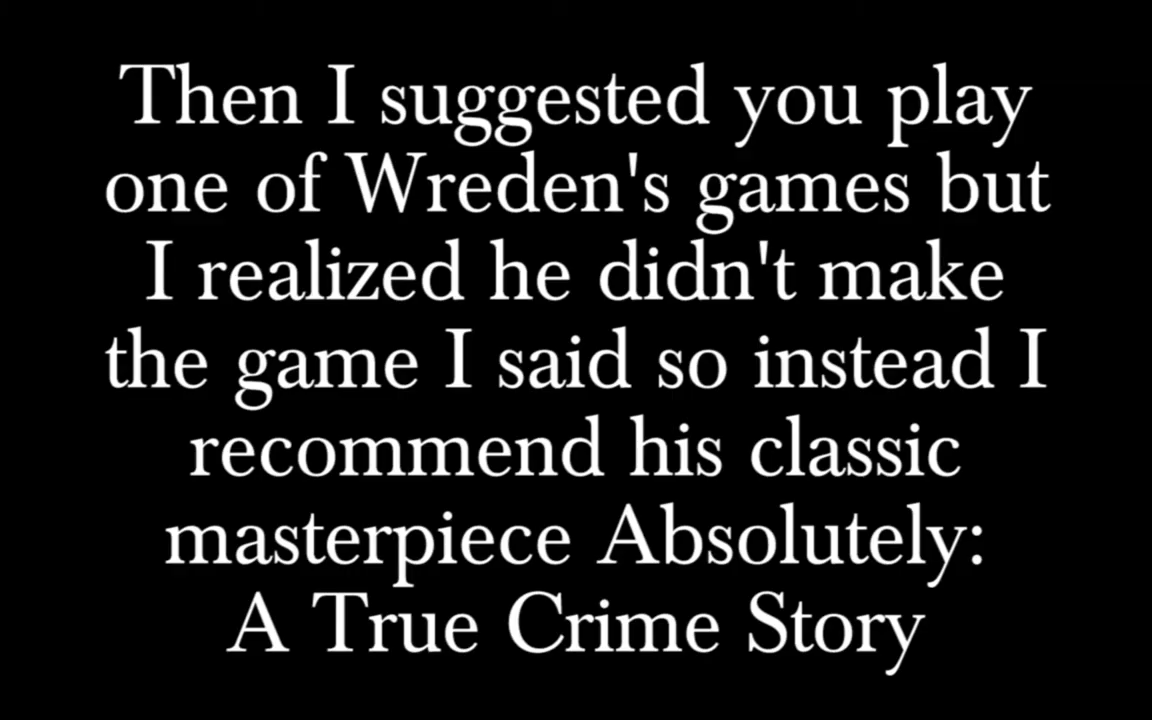 Then I suggested you play
one of Wreden's games but
I realized he didn't make
the game I said so instead I
recommend his classic
masterpiece Absolutely:
A True Crime Story